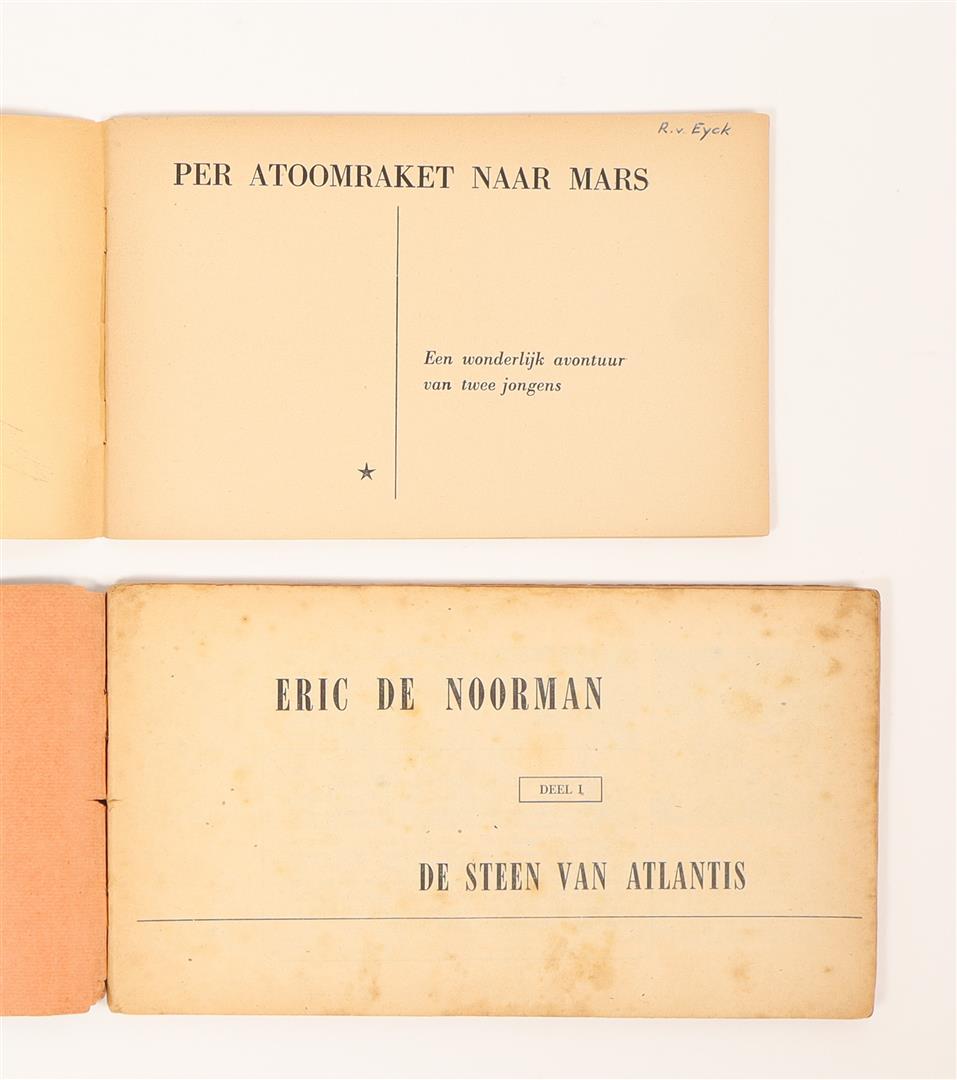 R. v. Eyck
PER ATOOMRAKET NAAR MARS
Een wonderlijk avontuur
van twee jongens
ERIC DE NOORMAN
DEEL I
DE STEEN VAN ATLANTIS